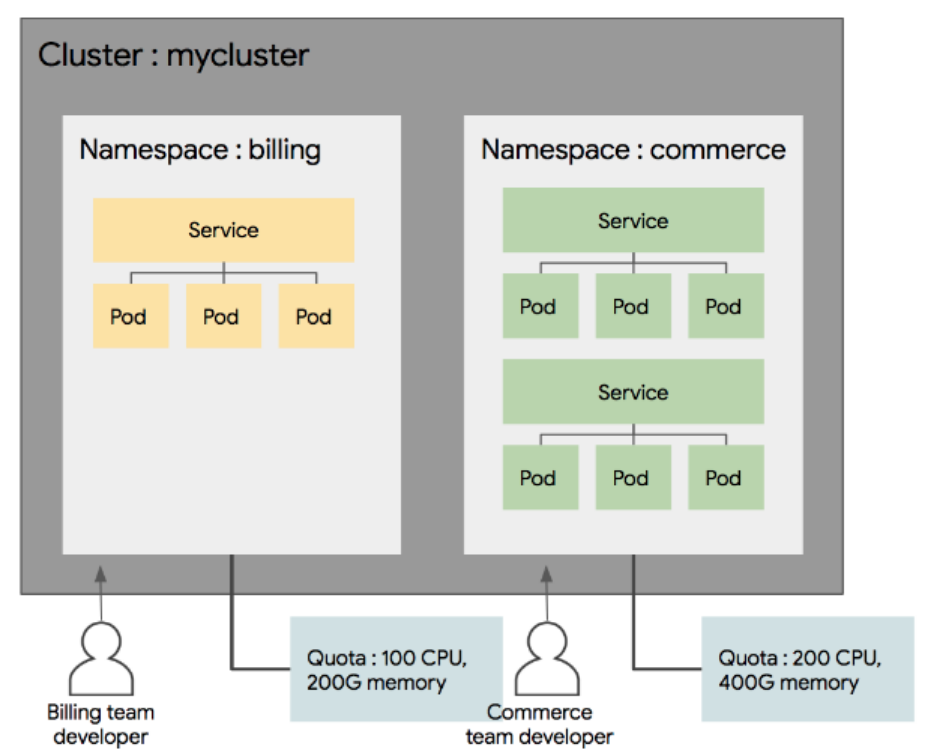 Cluster : mycluster
Namespace : billing
Service
Pod
Pod
Pod
Namespace : commerce
Service
Pod
Pod
Pod
Service
Pod
Pod
Pod
Billing team
developer
Quota : 100 CPU,
200G memory
Commerce
team developer
Quota : 200 CPU,
400G memory